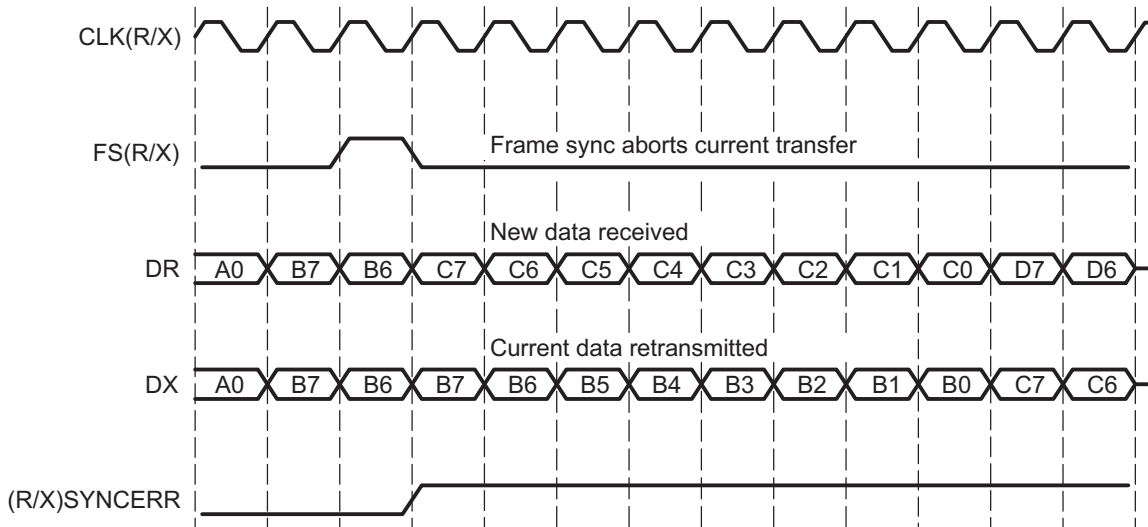 CLK(R/X)
FS(R/X)
Frame sync aborts current transfer
New data received
DR
A0 B7 B6 C7 C6 C5 C4 C3 C2 C1 C0 D7 D6
Current data retransmitted
DX
A0 B7 B6 B7 B6 B5 B4 B3 B2 B1 B0 C7 C6
(R/X)SYNCERR